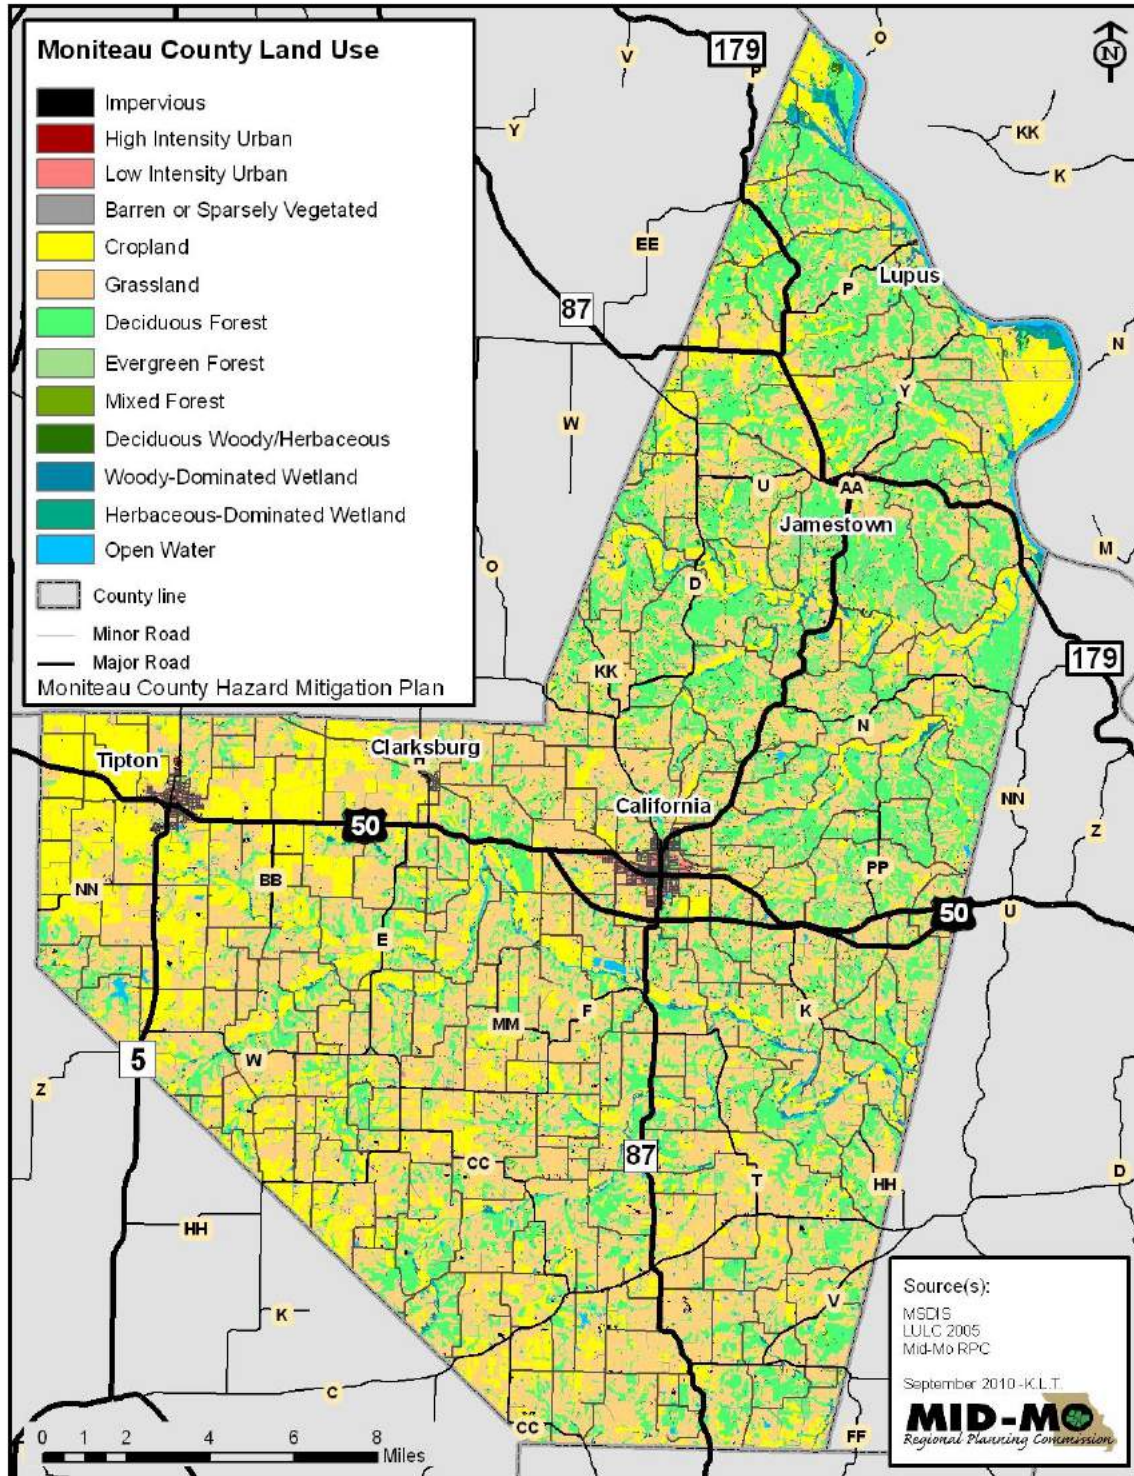 Moniteau County Land Use
Impervious
High Intensity Urban
Low Intensity Urban
Barren or Sparsely Vegetated
Cropland
Grassland
Deciduous Forest
Evergreen Forest
Mixed Forest
Deciduous Woody/Herbaceous
Woody-Dominated Wetland
Herbaceous-Dominated Wetland
Open Water
County line
Minor Road
Major Road
Moniteau County Hazard Mitigation Plan
N
179
P
V
O
Y
KK
K
EE
Lupus
P
87
N
W
Y
U
AA
Jamestown
O
M
D
KK
179
N
Tipton
Clarksburg
H
California
NN
Z
50
BB
NN
PP
50
U
E
MM
F
K
5
W
Z
87
CC
T
HH
D
HH
V
K
C
CC
FF
Source(s):
MSDIS
LULC 2005
Mid-Mo RPC
September 2010 -K.L.T.
MID-MO
Regional Planning Commission
0 1 2 4 6 8
Miles